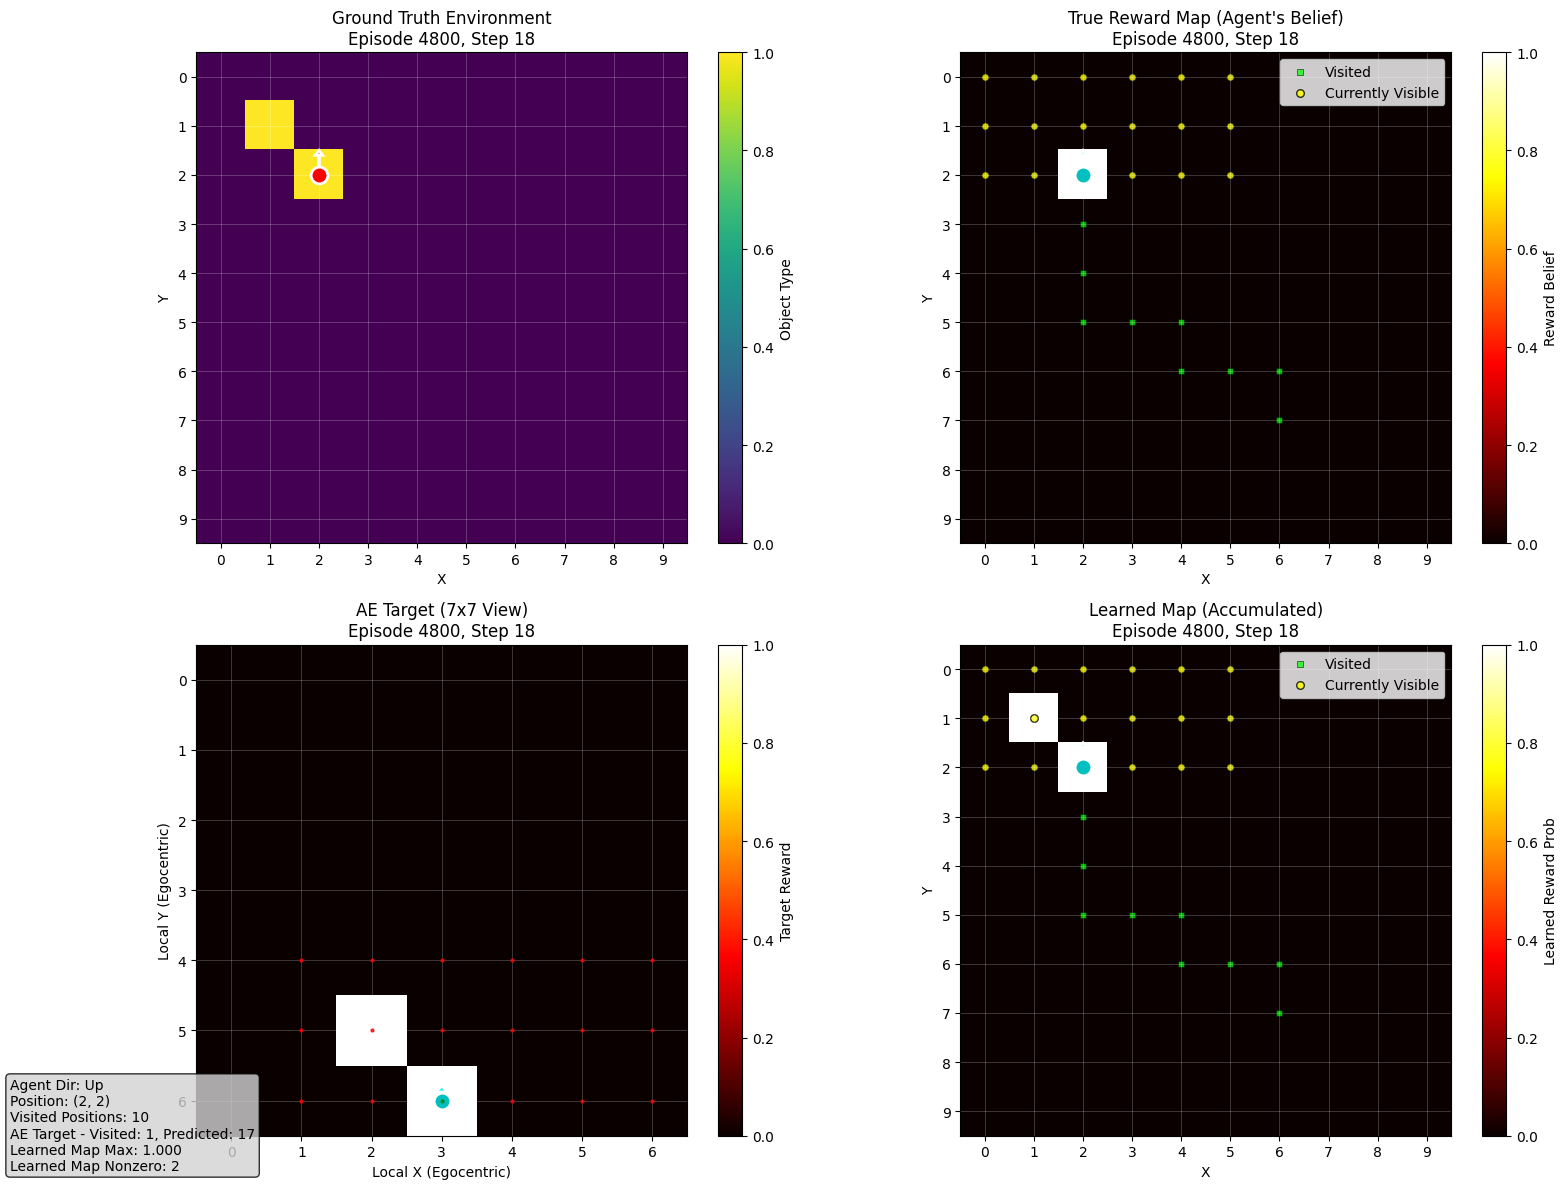 Ground Truth Environment
Episode 4800, Step 18
0
1
2
3
4
5
6
7
8
9
Y
0 1 2 3 4 5 6 7 8 9
X
1.0
0.8
0.6
0.4
0.2
0.0
Object Type
True Reward Map (Agent's Belief)
Episode 4800, Step 18
Visited
Currently Visible
0
1
2
3
4
5
6
7
8
9
Y
0 1 2 3 4 5 6 7 8 9
X
1.0
0.8
0.6
0.4
0.2
0.0
Reward Belief
AE Target (7x7 View)
Episode 4800, Step 18
0
1
2
3
4
5
6
Local Y (Egocentric)
0 1 2 3 4 5 6
Local X (Egocentric)
1.0
0.8
0.6
0.4
0.2
0.0
Target Reward
Agent Dir: Up
Position: (2, 2)
Visited Positions: 10
AE Target - Visited: 1, Predicted: 17
Learned Map Max: 1.000
Learned Map Nonzero: 2
Learned Map (Accumulated)
Episode 4800, Step 18
Visited
Currently Visible
0
1
2
3
4
5
6
7
8
9
Y
0 1 2 3 4 5 6 7 8 9
X
1.0
0.8
0.6
0.4
0.2
0.0
Learned Reward Prob